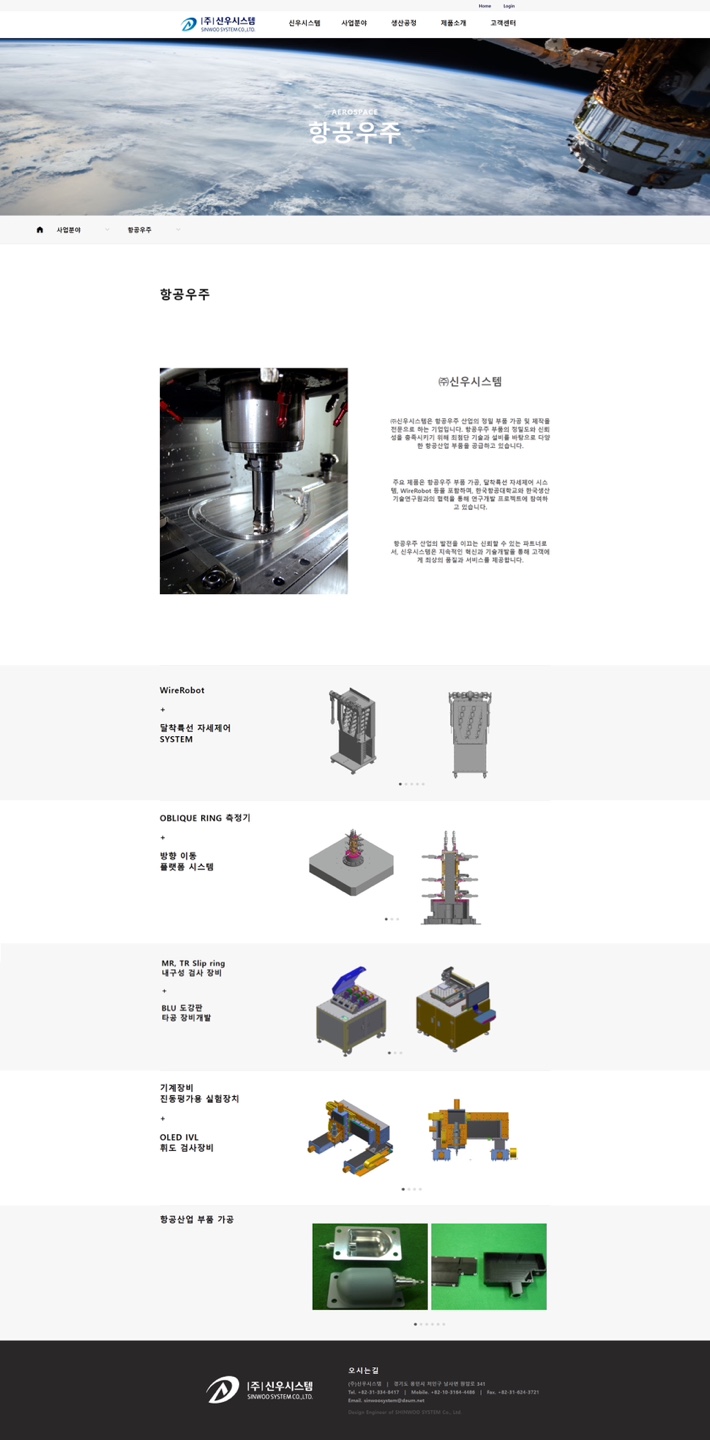 Home Login
(주)신우시스템
SINWOO SYSTEM CO.,LTD.
신우시스템 사업분야 생산공정 제품소개 고객센터
AEROSPACE
항공우주
사업분야 항공우주
항공우주
㈜신우시스템
㈜신우시스템은 항공우주 산업의 정밀 부품 가공 및 제작을
전문으로 하는 기업입니다. 항공우주 부품의 정밀도와 신뢰
성을 충족시키기 위해 최첨단 기술과 설비를 바탕으로 다양
한 항공산업 부품을 공급하고 있습니다.
주요 제품은 항공우주 부품 가공, 달착륙선 자세제어 시스
템, WireRobot 등을 포함하며, 한국항공대학교와 한국생산
기술연구원과의 협력을 통해 연구개발 프로젝트에 참여하
고 있습니다.
항공우주 산업의 발전을 이끄는 신뢰할 수 있는 파트너로
서, 신우시스템은 지속적인 혁신과 기술개발을 통해 고객에
게 최상의 품질과 서비스를 제공합니다.
WireRobot
+
달착륙선 자세제어
SYSTEM
OBLIQUE RING 측정기
+
방향 이동
플랫폼 시스템
MR, TR Slip ring
내구성 검사 장비
+
BLU 도광판
타공 장비개발
기계장비
진동평가용 실험장치
+
OLED IVL
휘도 검사장비
항공산업 부품 가공
(주)신우시스템
SINWOO SYSTEM CO.,LTD.
오시는길
(주)신우시스템 | 경기도 용인시 처인구 남사면 원암로 341
Tel. +82-31-334-8417 | Mobile. +82-10-3164-4486 | Fax. +82-31-624-3721
Email. sinwoosystem@daum.net
Design Engineer of SHINWOO SYSTEM Co., Ltd.